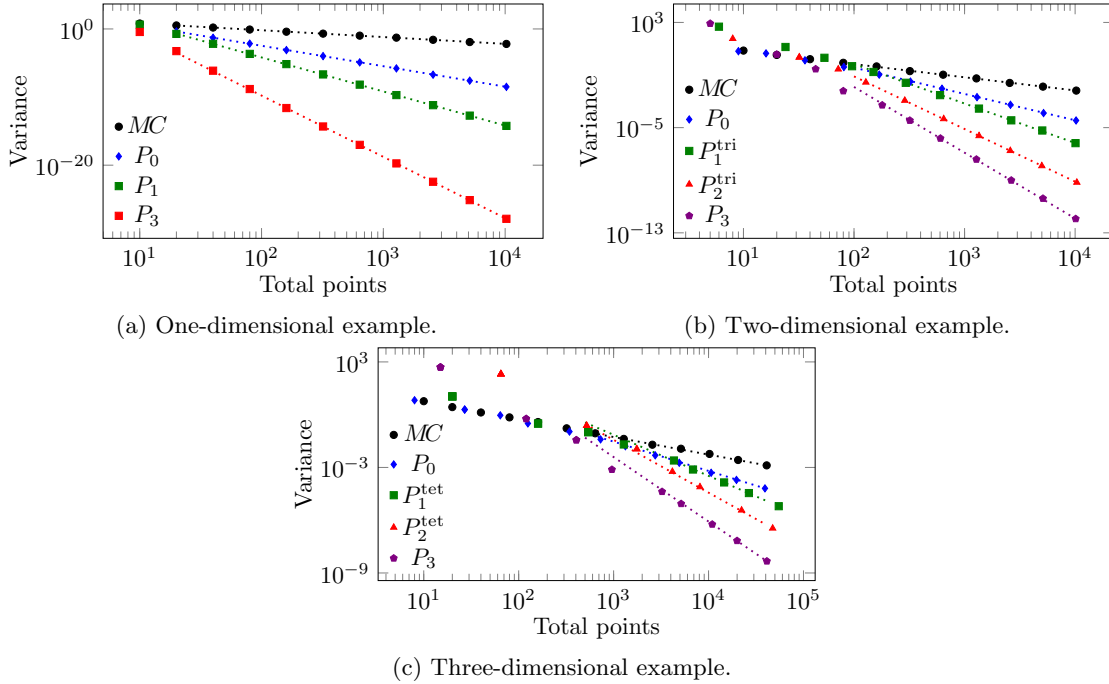 10^0
10^{-20}
Variance
MC
P_0
P_1
P_3
10^1 10^2 10^3 10^4
Total points
(a) One-dimensional example.
10^3
10^{-5}
10^{-13}
Variance
MC
P_0
P_1^{tri}
P_2^{tri}
P_3
10^1 10^2 10^3 10^4
Total points
(b) Two-dimensional example.
10^3
10^{-3}
10^{-9}
Variance
MC
P_0
P_1^{tet}
P_2^{tet}
P_3
10^1 10^2 10^3 10^4 10^5
Total points
(c) Three-dimensional example.